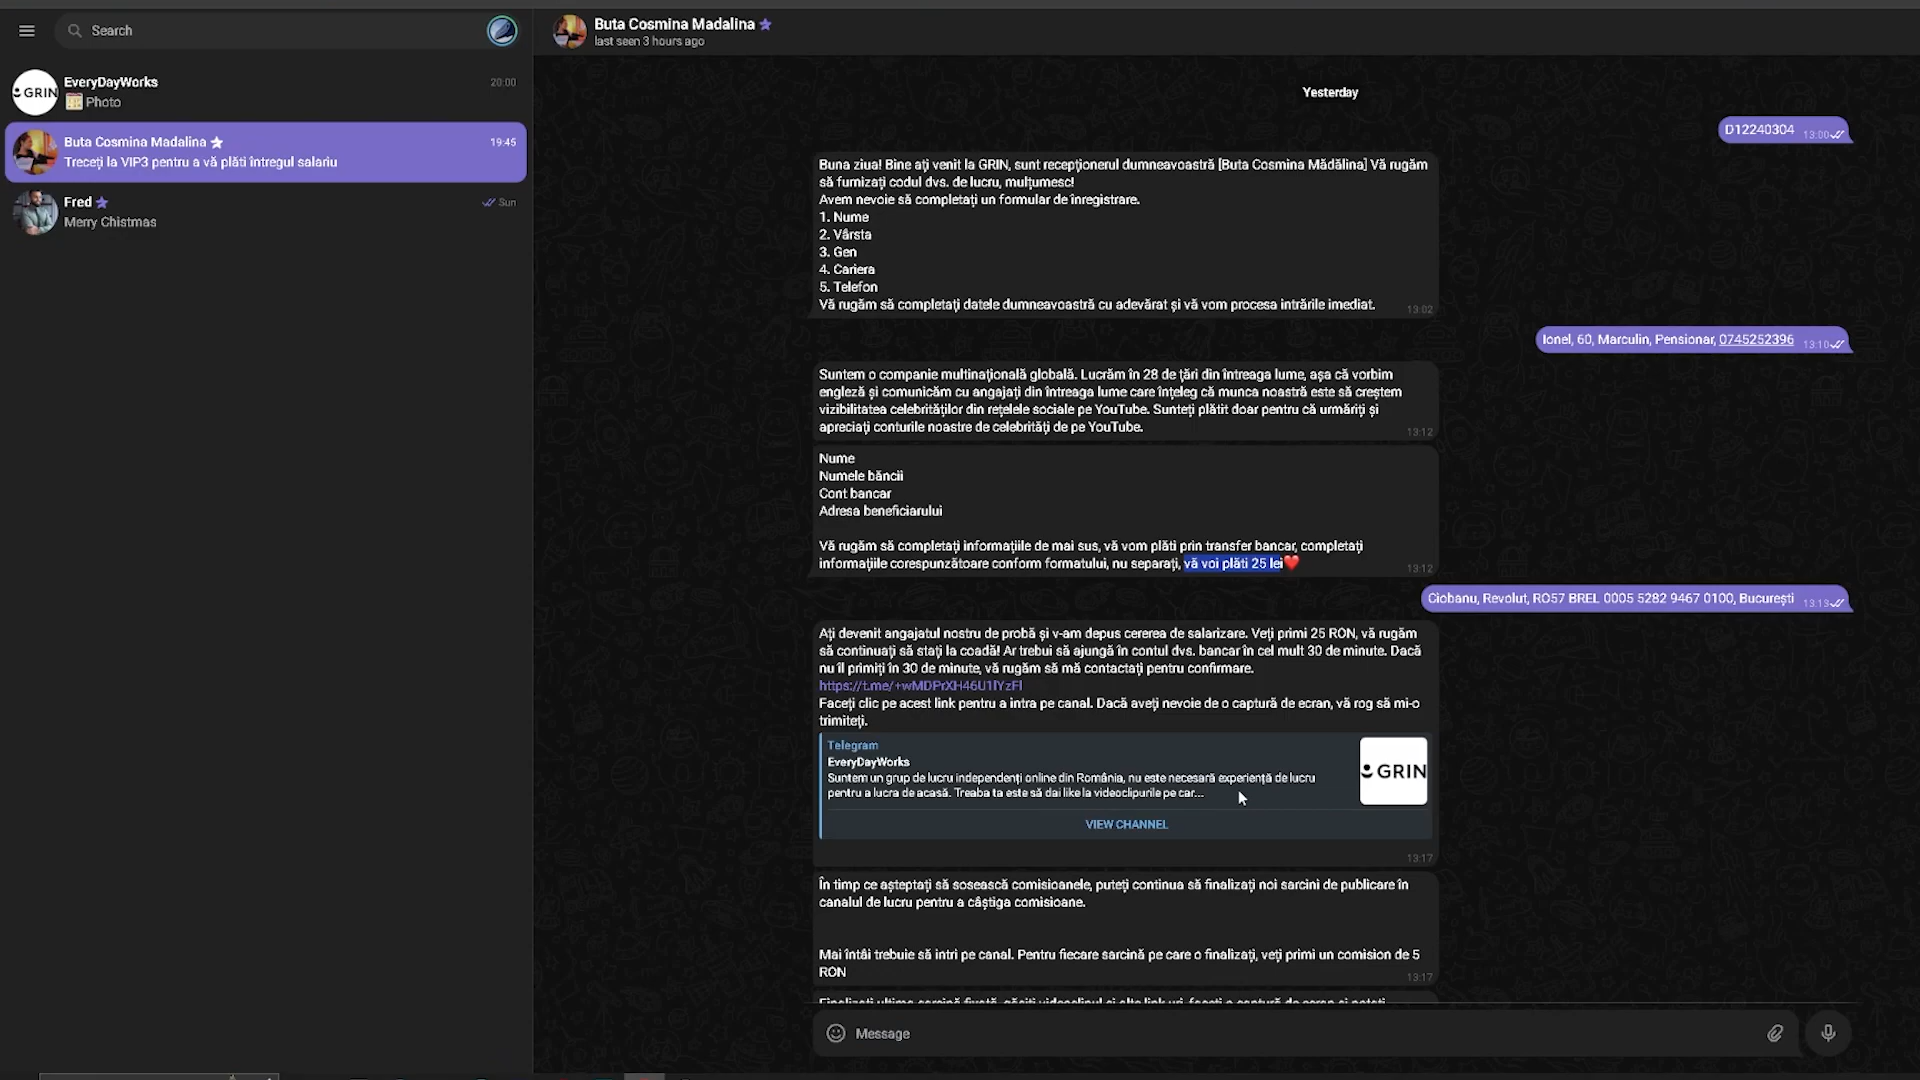 Search
EveryDayWorks
20:00
Photo
Buta Cosmina Madalina
19:45
Treceți la VIP3 pentru a vă plăti întregul salariu
Fred
Sun
Merry Chistmas
Buta Cosmina Madalina
last seen 3 hours ago
Yesterday
D12240304 13:00
Buna ziua! Bine ați venit la GRIN, sunt recepționerul dumneavoastră [Buta Cosmina Mădălina] Vă rugăm
să furnizați codul dvs. de lucru, mulțumesc!
Avem nevoie să completați un formular de înregistrare.
1. Nume
2. Vârsta
3. Gen
4. Cariera
5. Telefon
Vă rugăm să completați datele dumneavoastră cu adevărat și vă vom procesa intrările imediat.
13:02
Ionel, 60, Marculin, Pensionar, 0745252396 13:10
Suntem o companie multinațională globală. Lucrăm în 28 de țări din întreaga lume, așa că vorbim
engleză și comunicăm cu angajați din întreaga lume care înțeleg că munca noastră este să creștem
vizibilitatea celebrităților din rețelele sociale pe YouTube. Sunteți plătit doar pentru că urmăriți și
apreciați conturile noastre de celebrități de pe YouTube.
13:12
Nume
Numele băncii
Cont bancar
Adresa beneficiarului
Vă rugăm să completați informațiile de mai sus, vă vom plăti prin transfer bancar, completați
informațiile corespunzătoare conform formatului, nu separați, vă voi plăti 25 lei❤️
13:12
Ciobanu, Revolut, RO57 BREL 0005 5282 9467 0100, București 13:13
Ați devenit angajatul nostru de probă și v-am depus cererea de salarizare. Veți primi 25 RON, vă rugăm
să continuați să stați la coadă! Ar trebui să ajungă în contul dvs. bancar în cel mult 30 de minute. Dacă
nu îl primiți în 30 de minute, vă rugăm să mă contactați pentru confirmare.
https://t.me/+wMDPrXH46U1lYzFl
Faceți clic pe acest link pentru a intra pe canal. Dacă aveți nevoie de o captură de ecran, vă rog să mi-o
trimiteți.
Telegram
EveryDayWorks
Suntem un grup de lucru independenți online din România, nu este necesară experiență de lucru
pentru a lucra de acasă. Treaba ta este să dai like la videoclipurile pe car...
GRIN
VIEW CHANNEL
13:17
În timp ce așteptați să sosească comisioanele, puteți continua să finalizați noi sarcini de publicare în
canalul de lucru pentru a câștiga comisioane.
Mai întâi trebuie să intri pe canal. Pentru fiecare sarcină pe care o finalizați, veți primi un comision de 5
RON
13:17
Message
GRIN